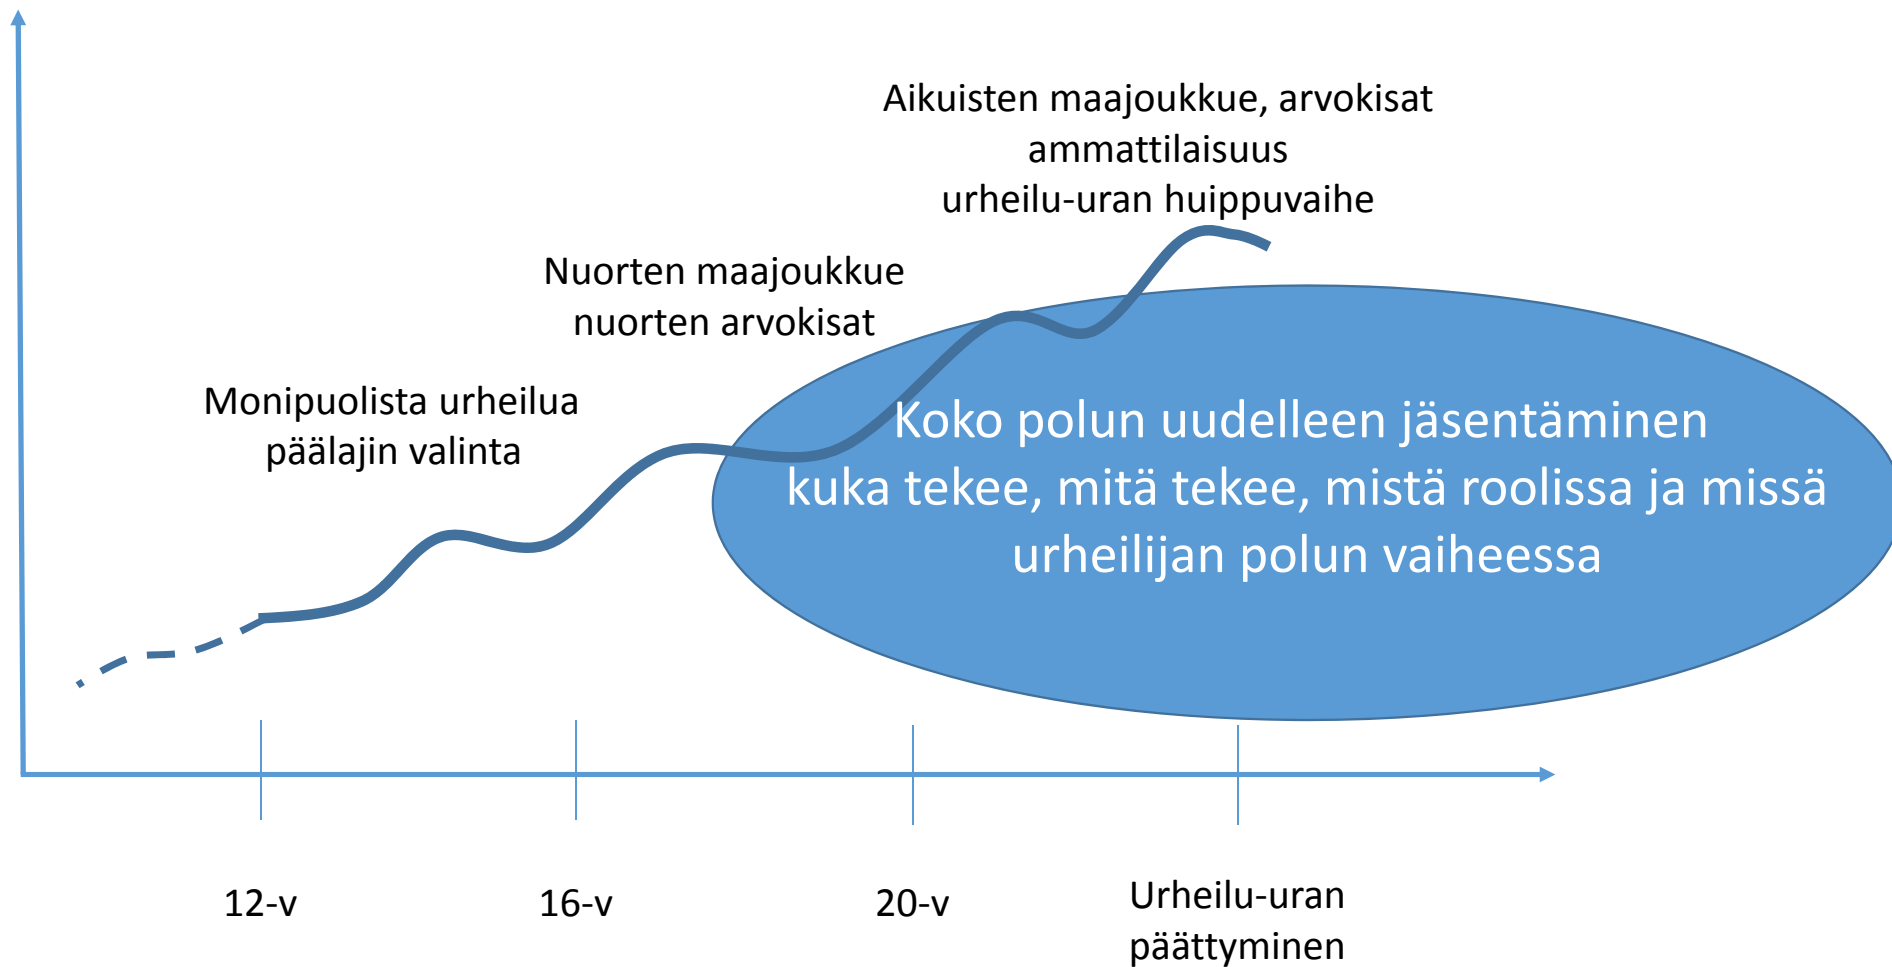 Aikuisten maajoukkue, arvokisat
ammattilaisuus
urheilu-uran huippuvaihe
Nuorten maajoukkue
nuorten arvokisat
Monipuolista urheilua
päälajin valinta
Koko polun uudelleen jäsentäminen
kuka tekee, mitä tekee, mistä roolissa ja missä
urheilijan polun vaiheessa
12-v
16-v
20-v
Urheilu-uran
päättyminen